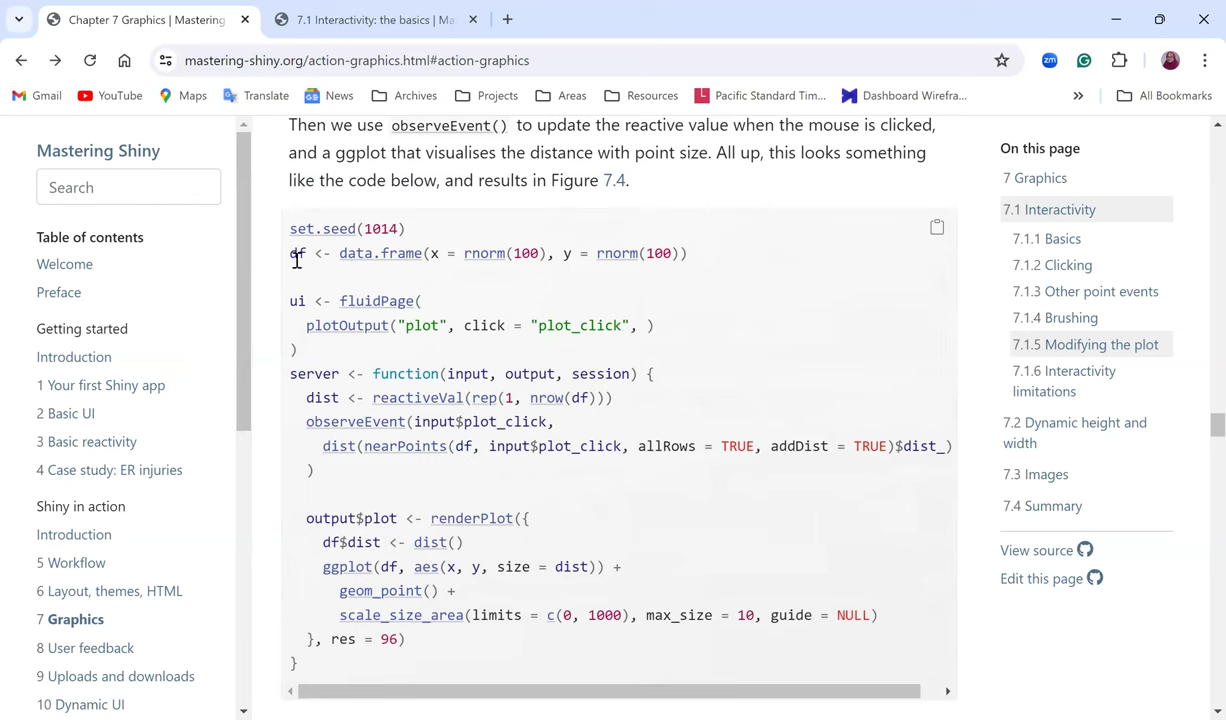 Chapter 7 Graphics | Mastering
7.1 Interactivity: the basics | Ma
mastering-shiny.org/action-graphics.html#action-graphics
zm
Gmail
YouTube
Maps
Translate
News
Archives
Projects
Areas
Resources
Pacific Standard Tim...
Dashboard Wirefra...
All Bookmarks
Mastering Shiny
Search
Table of contents
Welcome
Preface
Getting started
Introduction
1 Your first Shiny app
2 Basic UI
3 Basic reactivity
4 Case study: ER injuries
Shiny in action
Introduction
5 Workflow
6 Layout, themes, HTML
7 Graphics
8 User feedback
9 Uploads and downloads
10 Dynamic UI
Then we use observeEvent() to update the reactive value when the mouse is clicked,
and a ggplot that visualises the distance with point size. All up, this looks something
like the code below, and results in Figure 7.4.
set.seed(1014)
df <- data.frame(x = rnorm(100), y = rnorm(100))
ui <- fluidPage(
  plotOutput("plot", click = "plot_click", )
)
server <- function(input, output, session) {
  dist <- reactiveVal(rep(1, nrow(df)))
  observeEvent(input$plot_click,
    dist(nearPoints(df, input$plot_click, allRows = TRUE, addDist = TRUE)$dist_)
  )
  output$plot <- renderPlot({
    df$dist <- dist()
    ggplot(df, aes(x, y, size = dist)) +
      geom_point() +
      scale_size_area(limits = c(0, 1000), max_size = 10, guide = NULL)
  }, res = 96)
}
On this page
7 Graphics
7.1 Interactivity
7.1.1 Basics
7.1.2 Clicking
7.1.3 Other point events
7.1.4 Brushing
7.1.5 Modifying the plot
7.1.6 Interactivity
limitations
7.2 Dynamic height and
width
7.3 Images
7.4 Summary
View source
Edit this page